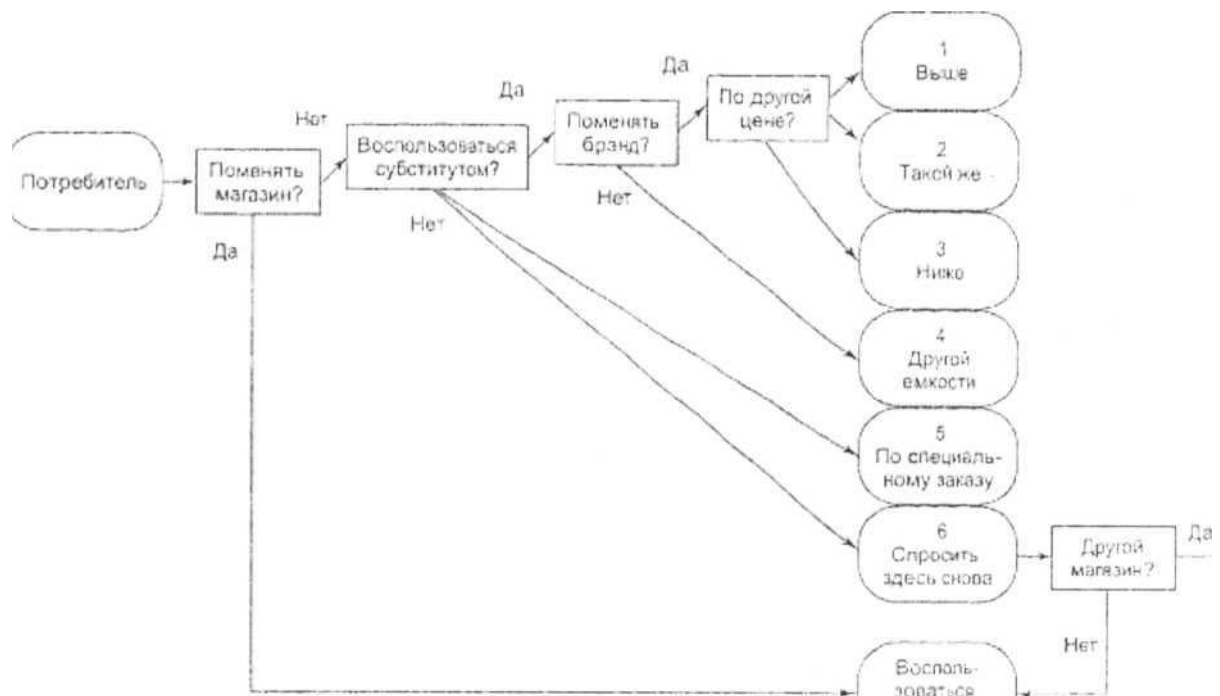 1
Выше
Да
Да
По другой
цене?
Нет
Поменять
брэнд?
Воспользоваться
субститутом?
2
Такой же
Потребитель
Поменять
магазин?
Нет
Нет
Да
3
Ниже
4
Другой
емкости
5
По специаль-
ному заказу
6
Спросить
здесь снова
Другой
магазин?
Да
Нет
Восполь-
зоваться